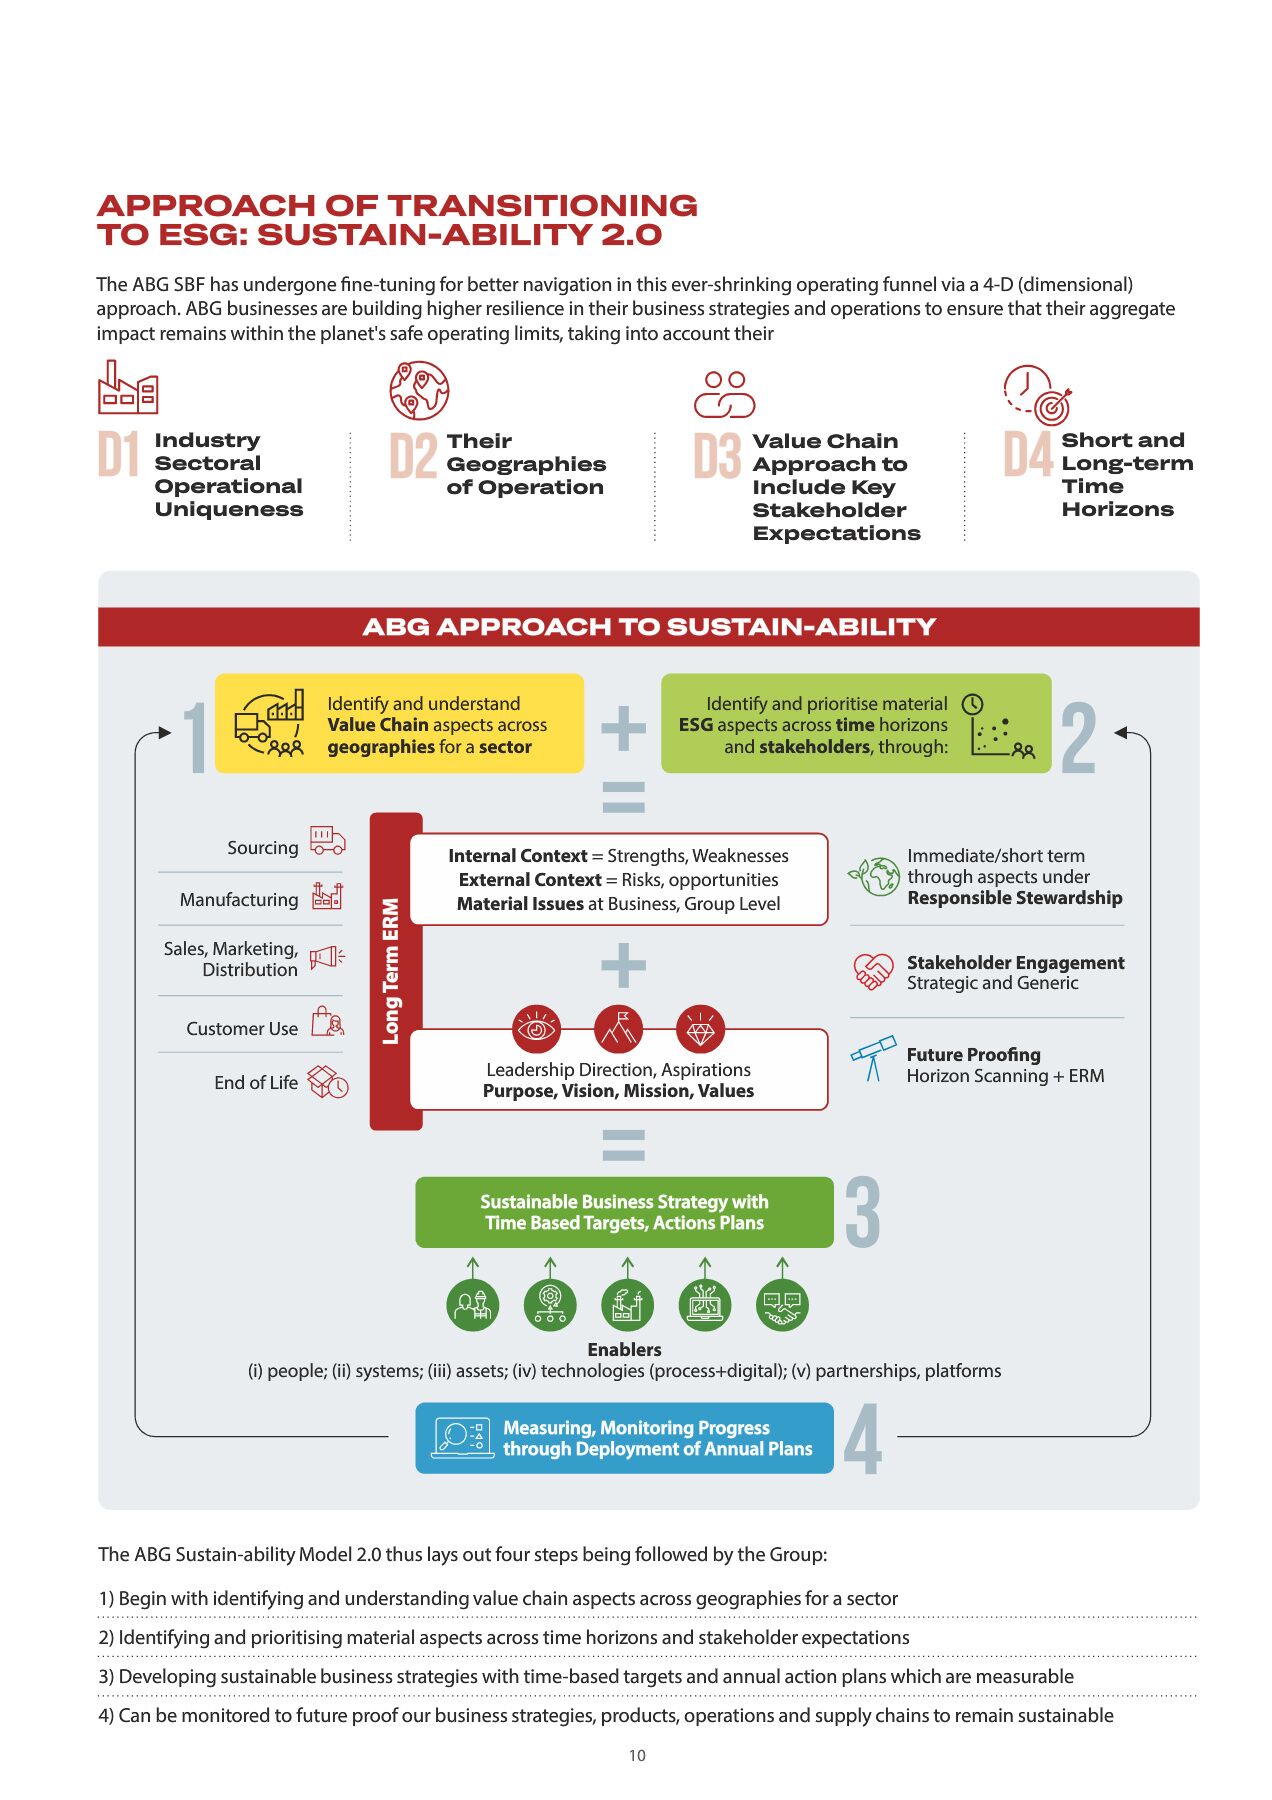 APPROACH OF TRANSITIONING
TO ESG: SUSTAIN-ABILITY 2.0
The ABG SBF has undergone fine-tuning for better navigation in this ever-shrinking operating funnel via a 4-D (dimensional)
approach. ABG businesses are building higher resilience in their business strategies and operations to ensure that their aggregate
impact remains within the planet's safe operating limits, taking into account their
D1
Industry
Sectoral
Operational
Uniqueness
D2
Their
Geographies
of Operation
D3
Value Chain
Approach to
Include Key
Stakeholder
Expectations
D4
Short and
Long-term
Time
Horizons
ABG APPROACH TO SUSTAIN-ABILITY
1
Identify and understand
Value Chain aspects across
geographies for a sector
+
Identify and prioritise material
ESG aspects across time horizons
and stakeholders, through:
2
=
Sourcing
Manufacturing
Sales, Marketing,
Distribution
Customer Use
End of Life
Long Term ERM
Internal Context = Strengths, Weaknesses
External Context = Risks, opportunities
Material Issues at Business, Group Level
+
Leadership Direction, Aspirations
Purpose, Vision, Mission, Values
Immediate/short term
through aspects under
Responsible Stewardship
Stakeholder Engagement
Strategic and Generic
Future Proofing
Horizon Scanning + ERM
=
Sustainable Business Strategy with
Time Based Targets, Actions Plans
3
Enablers
(i) people; (ii) systems; (iii) assets; (iv) technologies (process+digital); (v) partnerships, platforms
Measuring, Monitoring Progress
through Deployment of Annual Plans
4
The ABG Sustain-ability Model 2.0 thus lays out four steps being followed by the Group:
1) Begin with identifying and understanding value chain aspects across geographies for a sector
2) Identifying and prioritising material aspects across time horizons and stakeholder expectations
3) Developing sustainable business strategies with time-based targets and annual action plans which are measurable
4) Can be monitored to future proof our business strategies, products, operations and supply chains to remain sustainable
10